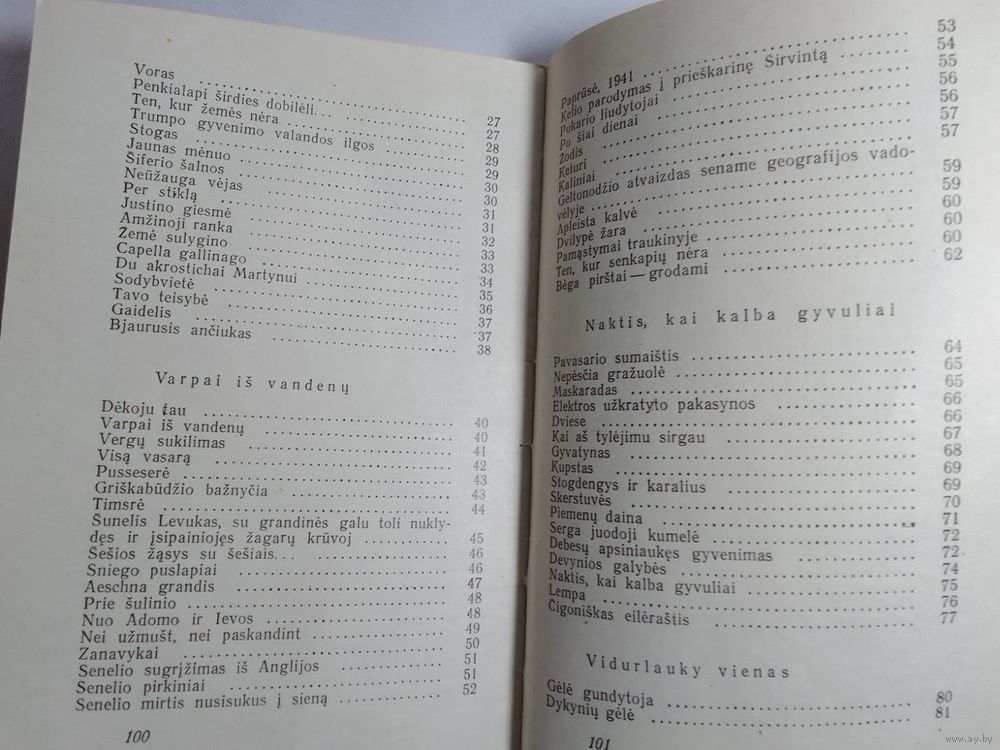 Voras ..... 27
Penkialapi širdies dobilėli ..... 27
Ten, kur žemės nėra ..... 28
Trumpo gyvenimo valandos ilgos ..... 29
Stogas ..... 29
Jaunas mėnuo ..... 30
Šiferio šalnos ..... 30
Neūžauga vėjas ..... 31
Per stiklą ..... 31
Justino giesmė ..... 32
Amžinoji ranka ..... 33
Žemė sulygino ..... 33
Capella gallinago ..... 34
Du akrostichai Martynui ..... 35
Sodybvietė ..... 36
Tavo teisybė ..... 37
Gaidelis ..... 37
Bjaurusis ančiukas ..... 38
Varpai iš vandenų
Dėkoju tau ..... 40
Varpai iš vandenų ..... 40
Vergų sukilimas ..... 41
Visą vasarą ..... 42
Pusseserė ..... 43
Griškabūdžio bažnyčia ..... 43
Timsrė ..... 44
Šunelis Levukas, su grandinės galu toli nukly-
dęs ir įsipainiojęs žagarų krūvoj ..... 45
Šešios žąsys su šešiais... ..... 46
Sniego puslapiai ..... 46
Aeschna grandis ..... 47
Prie šulinio ..... 48
Nuo Adomo ir Ievos ..... 48
Nei užmušt, nei paskandint ..... 49
Zanavykai ..... 50
Senelio sugrįžimas iš Anglijos ..... 51
Senelio pirkiniai ..... 51
Senelio mirtis nusisukus į sieną ..... 52
100
Paprūsė, 1941 ..... 53
Kelio parodymas į prieškarinę Širvintą ..... 54
Pokario liudytojai ..... 55
Po šiai dienai ..... 56
Žodis ..... 56
Keturi ..... 57
Kaliniai ..... 57
Geltonodžio atvaizdas sename geografijos vado-
vėlyje ..... 59
Apleista kalvė ..... 59
Dvilypė žara ..... 60
Pamąstymai traukinyje ..... 60
Ten, kur senkapių nėra ..... 60
Bėga pirštai — grodami ..... 62
Naktis, kai kalba gyvuliai
Pavasario sumaištis ..... 64
Nepėsčia gražuolė ..... 65
Maskaradas ..... 65
Elektros užkratyto pakasynos ..... 66
Dviese ..... 66
Kai aš tylėjimu sirgau ..... 67
Gyvatynas ..... 68
Kupstas ..... 69
Stogdengys ir karalius ..... 69
Skerstuvės ..... 70
Piemenų daina ..... 71
Serga juodoji kumelė ..... 72
Debesų apsiniaukęs gyvenimas ..... 72
Devynios galybės ..... 74
Naktis, kai kalba gyvuliai ..... 75
Lempa ..... 76
Čigoniškas eilėraštis ..... 77
Vidurlauky vienas
Gėlė gundytoja ..... 80
Dykynių gėlė ..... 81
101
www.ay.by